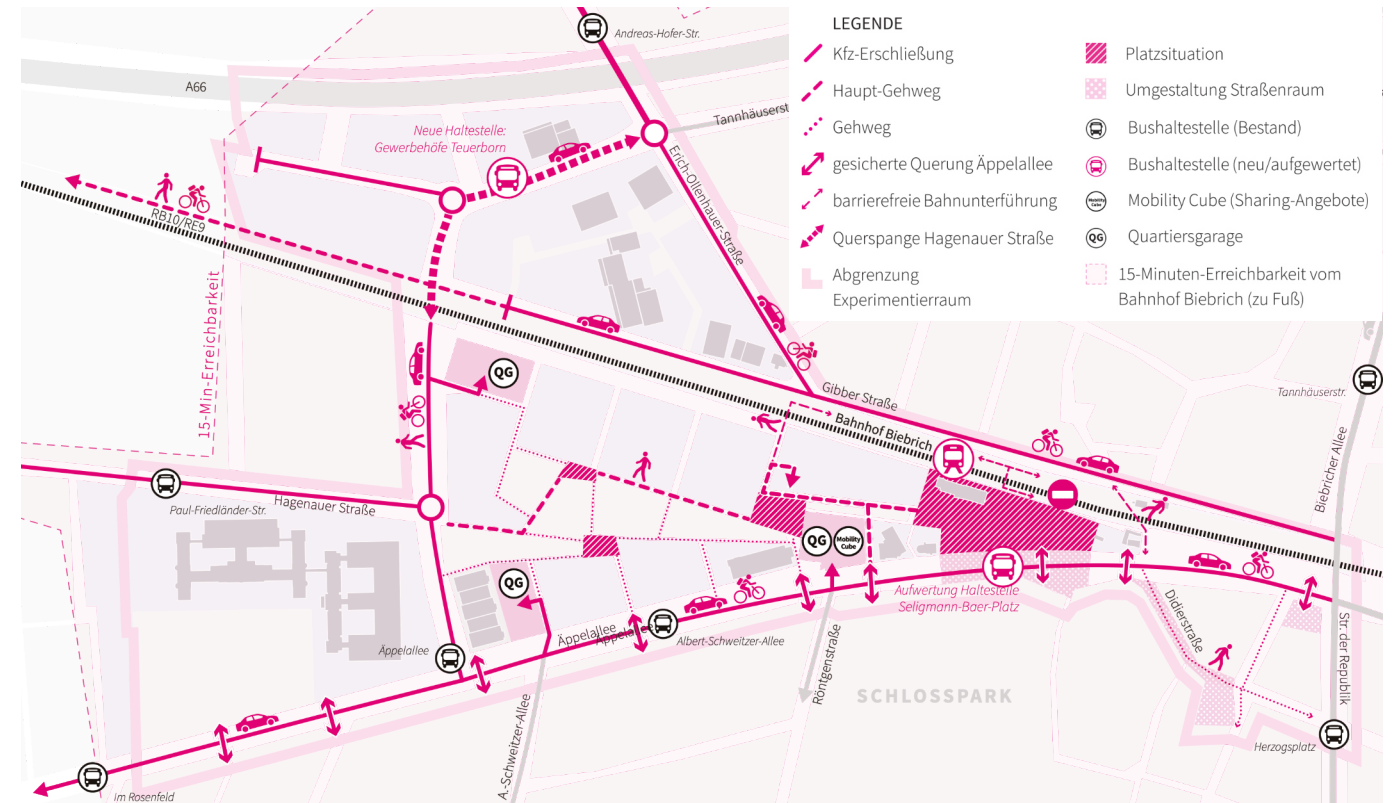 Andreas-Hofer-Str.
A66
Tannhäuserst
Neue Haltestelle:
Gewerbehöfe Teuerborn
Erich-Ollenhauer-Straße
RB10/RE9
15-Min-Erreichbarkeit
QG
Gibber Straße
Bahnhof Biebrich
Tannhäuserstr.
Biebricher Allee
Paul-Friedländer-Str.
Hagenauer Straße
QG
Mobility
Cube
QG
Aufwertung Haltestelle
Seligmann-Baer-Platz
Didierstraße
Äppelallee
Äppelallee
Äppelallee
Albert-Schweitzer-Allee
Röntgenstraße
SCHLOSSPARK
Str. der Republik
A.-Schweitzer-Allee
Herzogsplatz
Im Rosenfeld
LEGENDE
Kfz-Erschließung
Haupt-Gehweg
Gehweg
gesicherte Querung Äppelallee
barrierefreie Bahnunterführung
Querspange Hagenauer Straße
Abgrenzung
Experimentierraum
Platzsituation
Umgestaltung Straßenraum
Bushaltestelle (Bestand)
Bushaltestelle (neu/aufgewertet)
Mobility
Cube
Mobility Cube (Sharing-Angebote)
QG
Quartiersgarage
15-Minuten-Erreichbarkeit vom
Bahnhof Biebrich (zu Fuß)